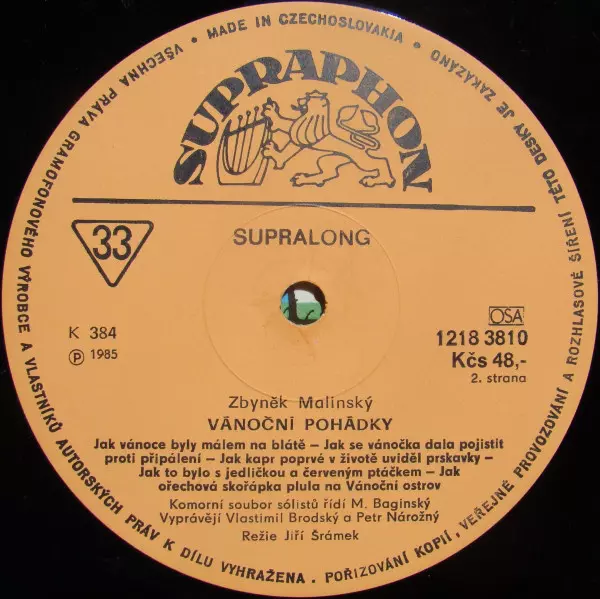 • MADE IN CZECHOSLOVAKIA •
VŠECHNA PRÁVA GRAMOFONOVÉHO VÝROBCE A VLASTNÍKŮ AUTORSKÝCH PRÁV K DÍLU VYHRAŽENA • POŘIZOVÁNÍ KOPIÍ, VEŘEJNÉ PROVOZOVÁNÍ A ROZHLASOVÉ ŠÍŘENÍ TÉTO DESKY JE ZAKÁZÁNO
SUPRAPHON
33
SUPRALONG
K 384
Ⓟ 1985
OSA
1218 3810
Kčs 48,-
2. strana
Zbyněk Malínský
VÁNOČNÍ POHÁDKY
Jak vánoce byly málem na blátě – Jak se vánočka dala pojistit
proti připálení – Jak kapr poprvé v životě uviděl prskavky –
Jak to bylo s jedličkou a červeným ptáčkem – Jak
ořechová skořápka plula na Vánoční ostrov
Komorní soubor sólistů řídí M. Baginský
Vyprávějí Vlastimil Brodský a Petr Nárožný
Režie Jiří Šrámek